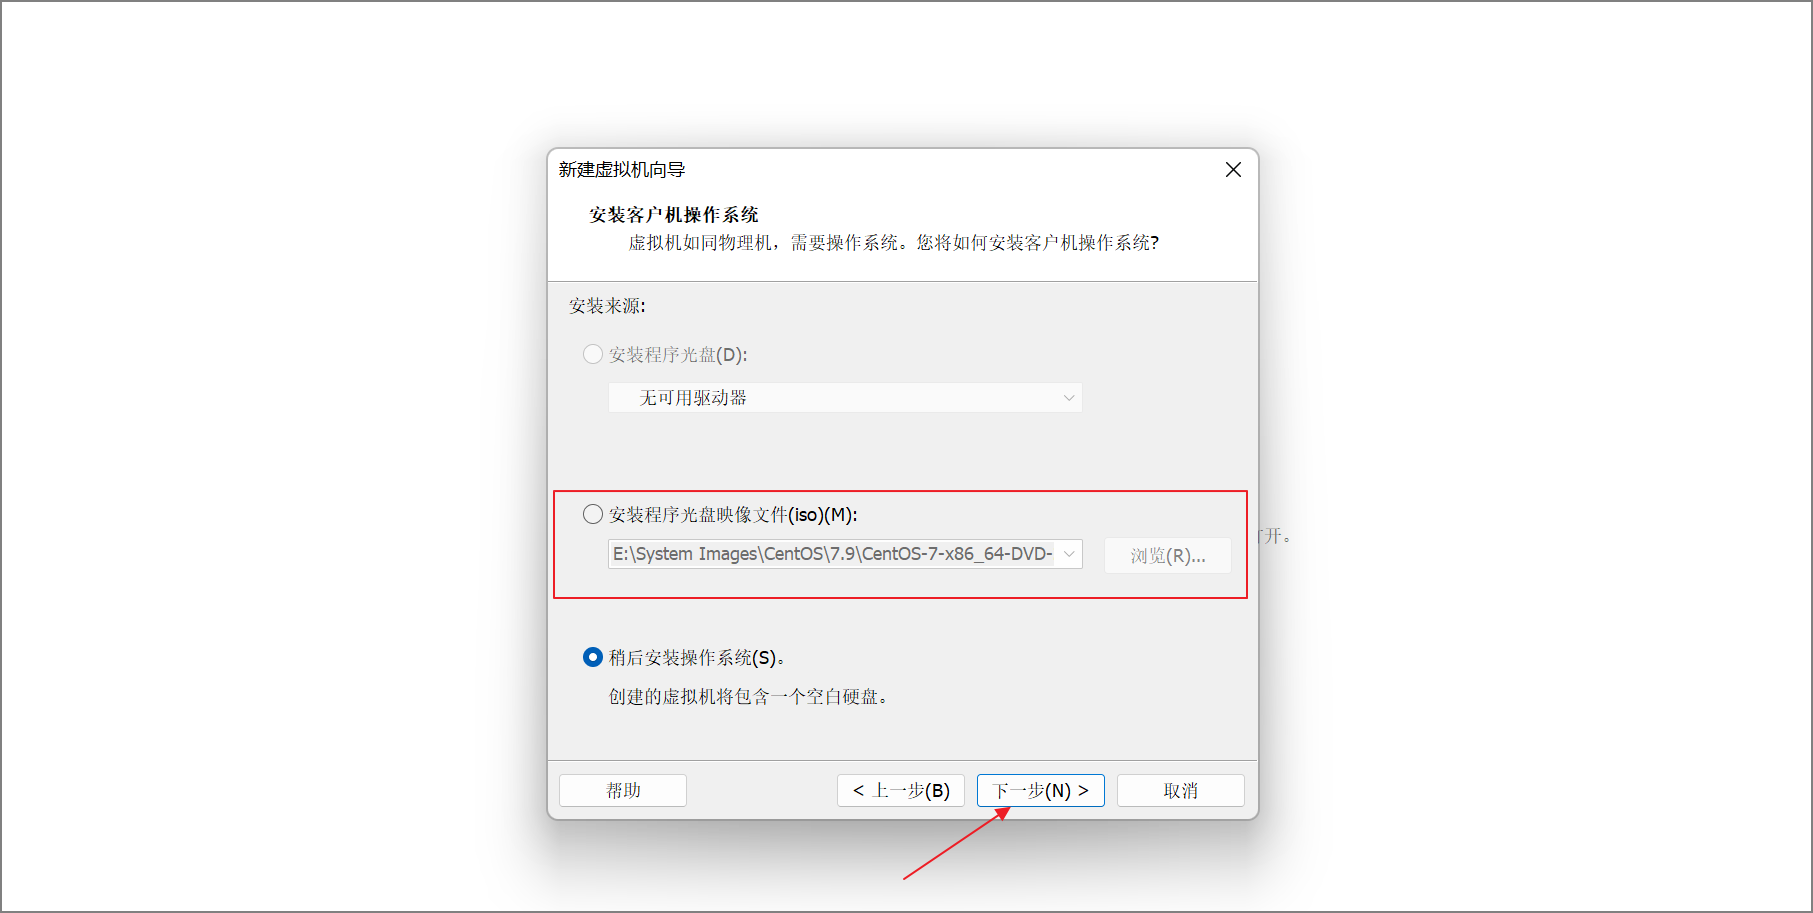 新建虚拟机向导
安装客户机操作系统
虚拟机如同物理机，需要操作系统。您将如何安装客户机操作系统?
安装来源:
安装程序光盘(D):
无可用驱动器
安装程序光盘映像文件(iso)(M):
E:\System Images\CentOS\7.9\CentOS-7-x86_64-DVD-
浏览(R)...
打开。
稍后安装操作系统(S)。
创建的虚拟机将包含一个空白硬盘。
帮助
< 上一步(B)
下一步(N) >
取消